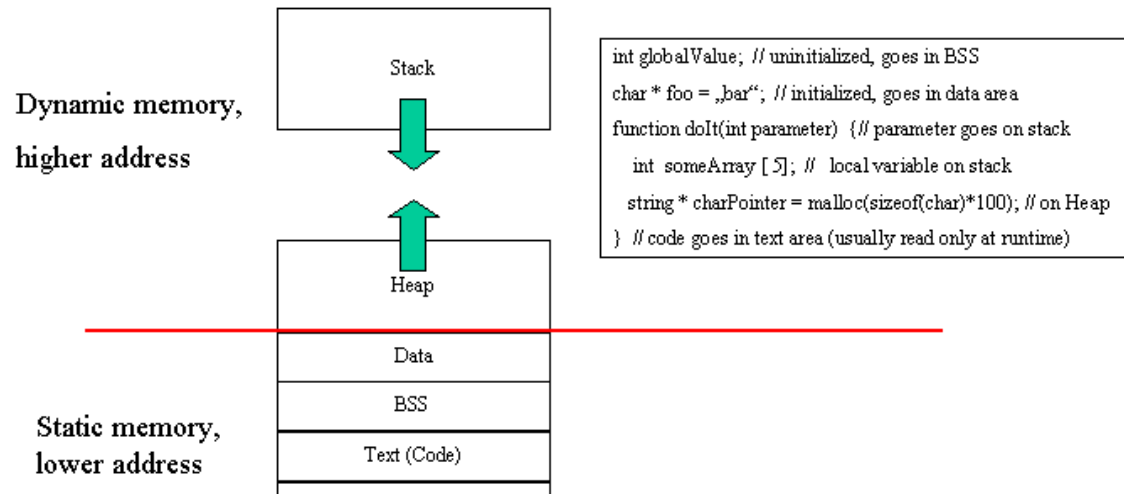 Stack
Dynamic memory,
higher address
Heap
Data
BSS
Static memory,
lower address
Text (Code)
int globalValue; // uninitialized, goes in BSS
char * foo = „bar“; // initialized, goes in data area
function doIt(int parameter) {// parameter goes on stack
int someArray [ 5]; // local variable on stack
string * charPointer = malloc(sizeof(char)*100); // on Heap
} // code goes in text area (usually read only at runtime)